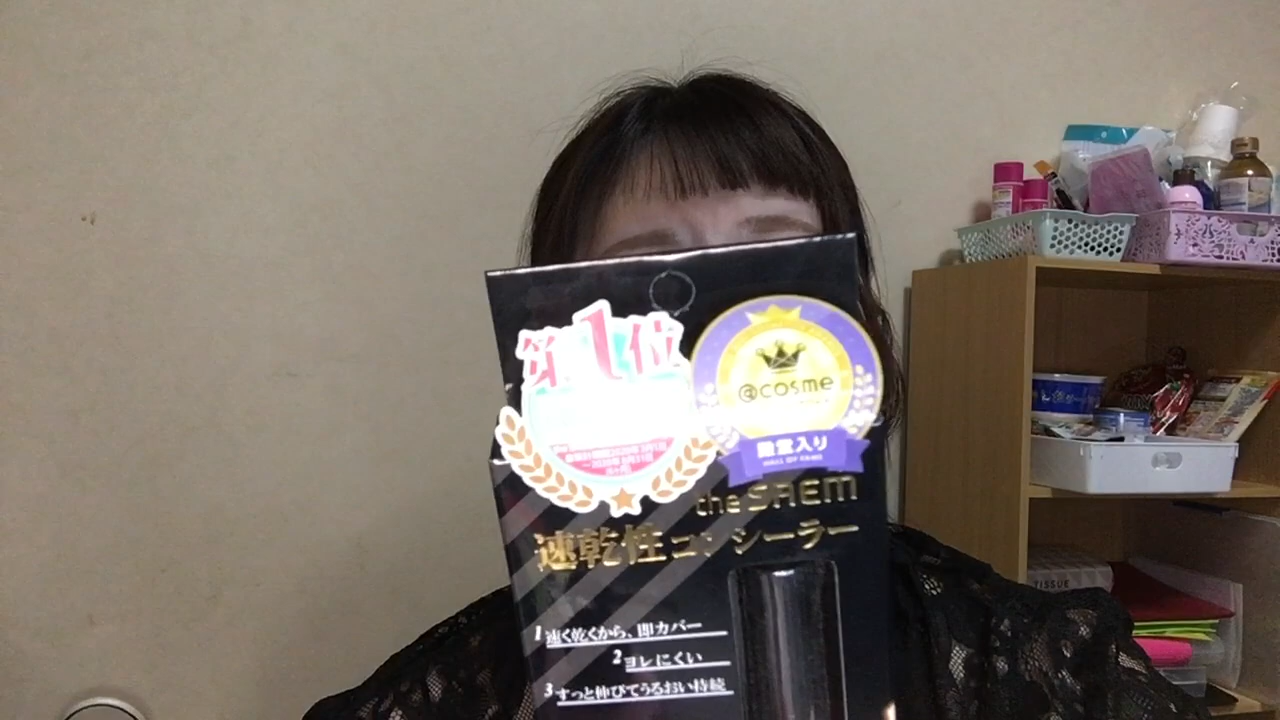 第1位
@cosme
殿堂入り
HALL OF FAME
the SAEM
速乾性コンシーラー
1 速く乾くから、即カバー
2 ヨレにくい
3 すっと伸びてうるおい持続
TISSUE